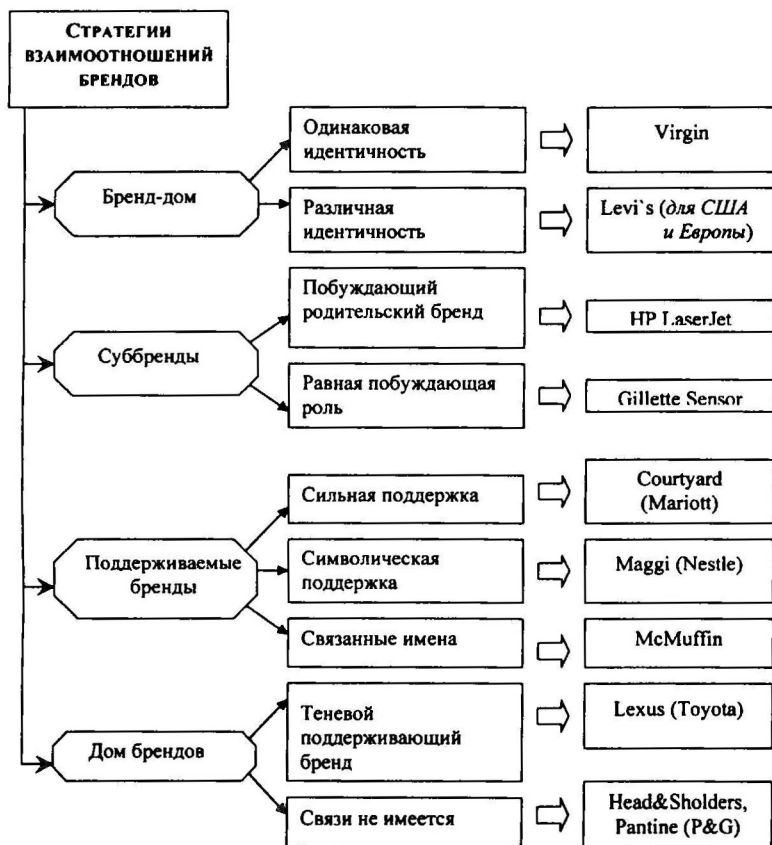 СТРАТЕГИИ
ВЗАИМООТНОШЕНИЙ
БРЕНДОВ
Бренд-дом
Одинаковая
идентичность
Virgin
Различная
идентичность
Levi`s (для США
и Европы)
Суббренды
Побуждающий
родительский бренд
HP LaserJet
Равная побуждающая
роль
Gillette Sensor
Поддерживаемые
бренды
Сильная поддержка
Courtyard
(Mariott)
Символическая
поддержка
Maggi (Nestle)
Связанные имена
McMuffin
Дом брендов
Теневой
поддерживающий
бренд
Lexus (Toyota)
Связи не имеется
Head&Sholders,
Pantine (P&G)